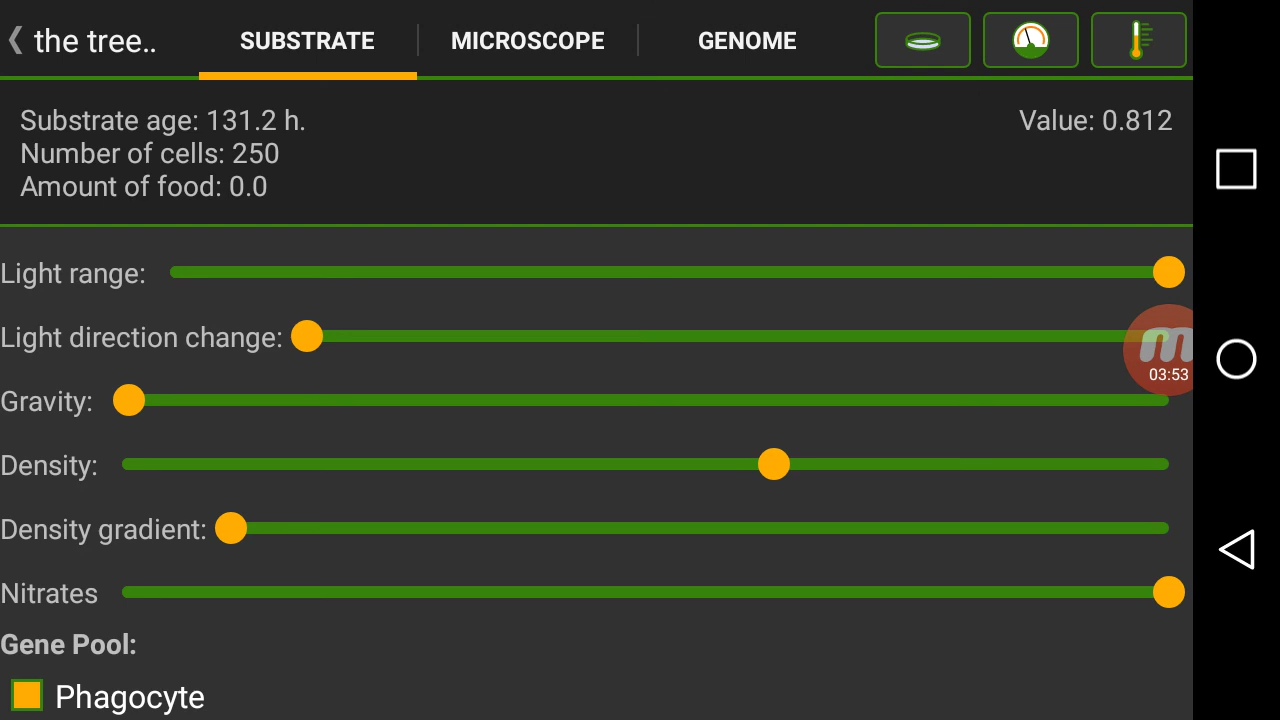 the tree..
SUBSTRATE
MICROSCOPE
GENOME
Substrate age: 131.2 h.
Value: 0.812
Number of cells: 250
Amount of food: 0.0
Light range:
Light direction change:
03:53
Gravity:
Density:
Density gradient:
Nitrates
Gene Pool:
Phagocyte